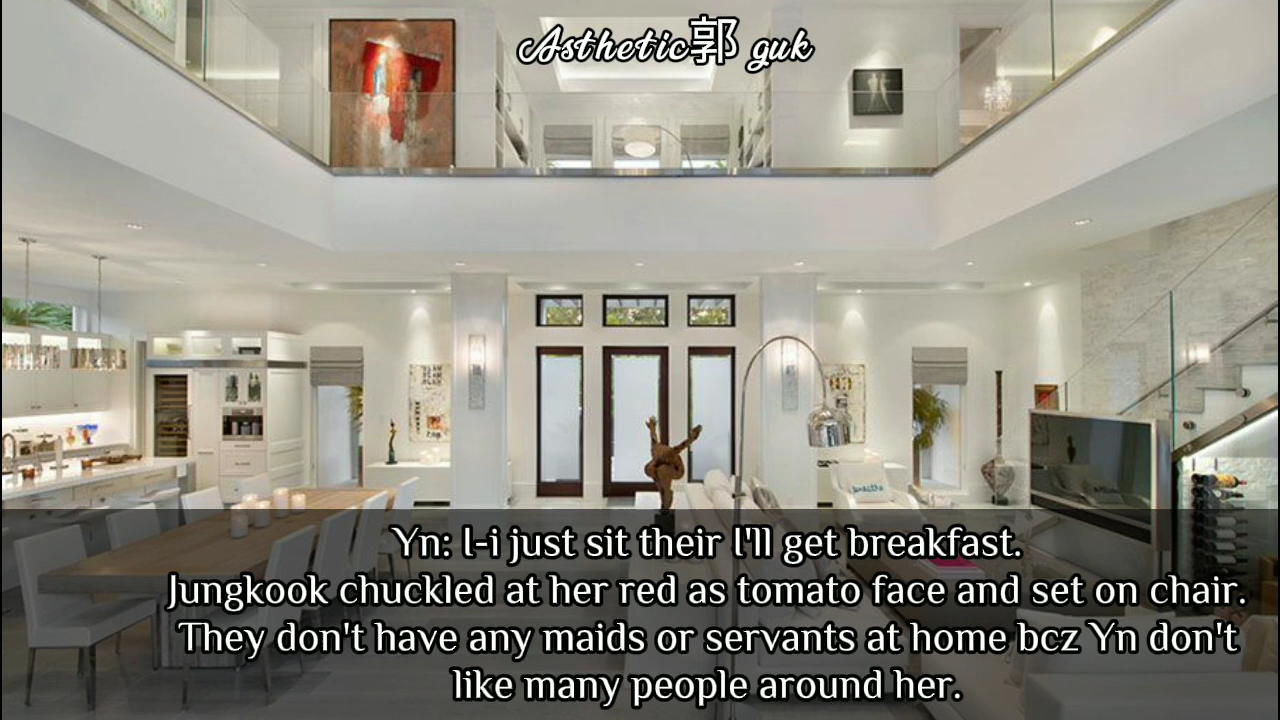 Asthetic郭 guk
breathe
Yn: I-i just sit their I'll get breakfast.
Jungkook chuckled at her red as tomato face and set on chair.
They don't have any maids or servants at home bcz Yn don't
like many people around her.